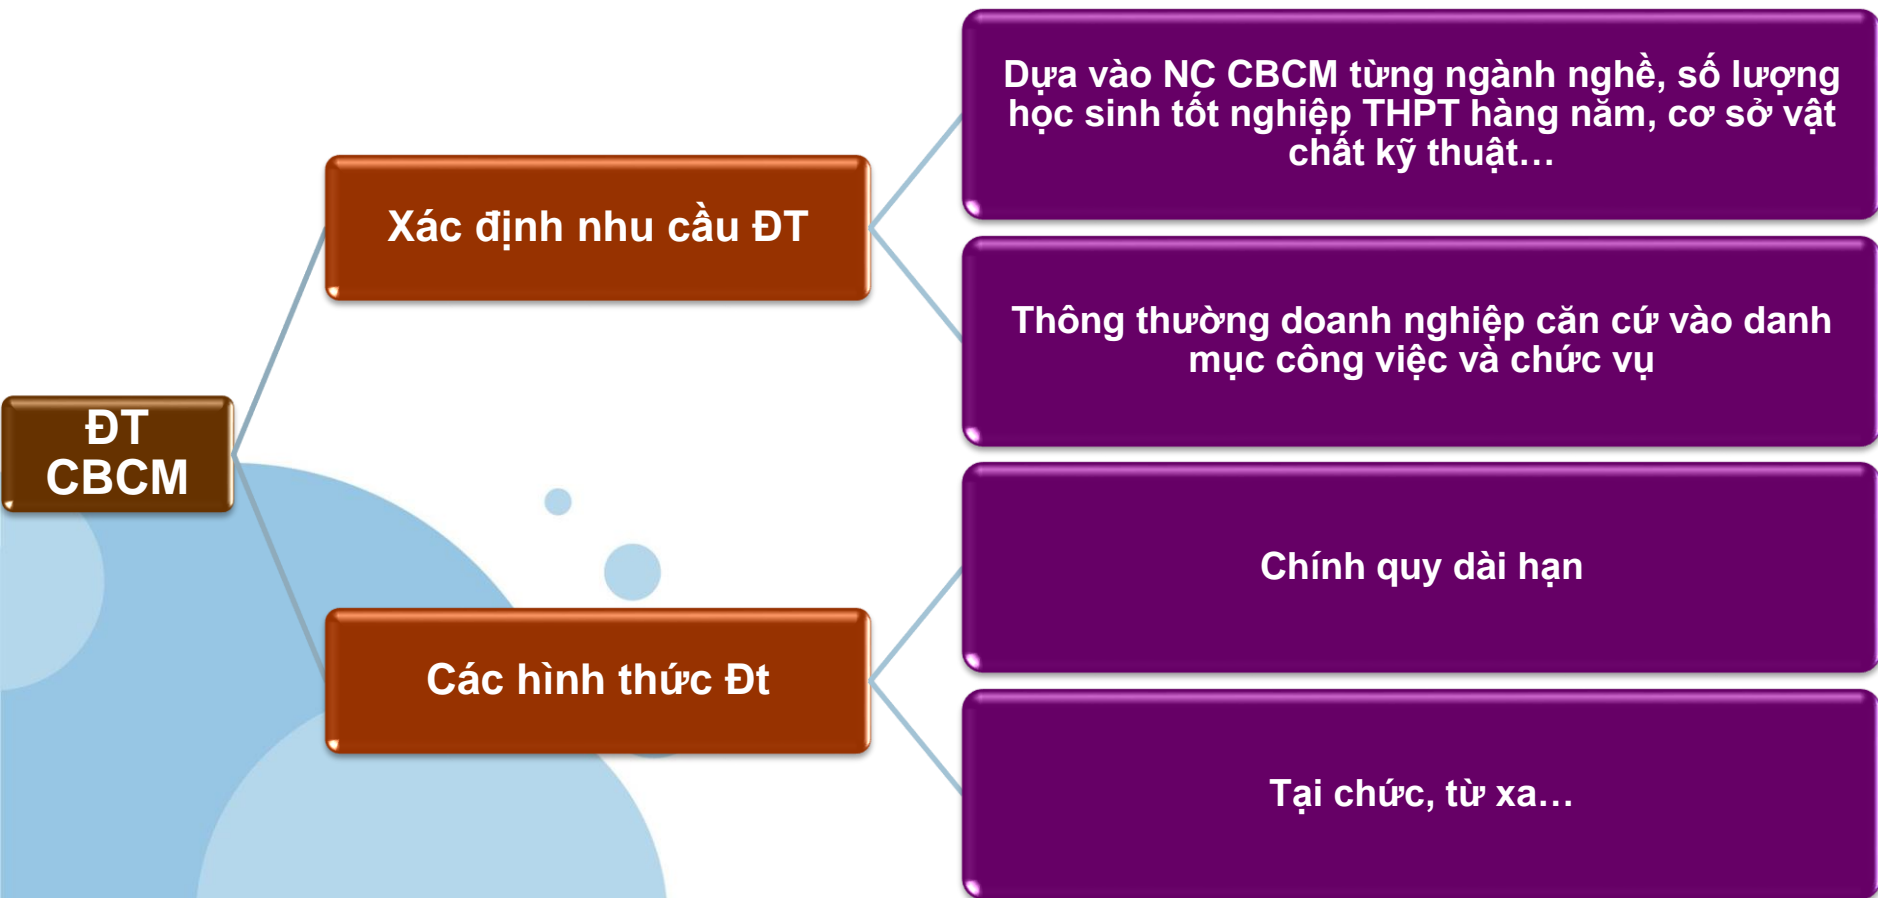 ĐT
CBCM
Xác định nhu cầu ĐT
Dựa vào NC CBCM từng ngành nghề, số lượng
học sinh tốt nghiệp THPT hàng năm, cơ sở vật
chất kỹ thuật…
Thông thường doanh nghiệp căn cứ vào danh
mục công việc và chức vụ
Các hình thức Đt
Chính quy dài hạn
Tại chức, từ xa…